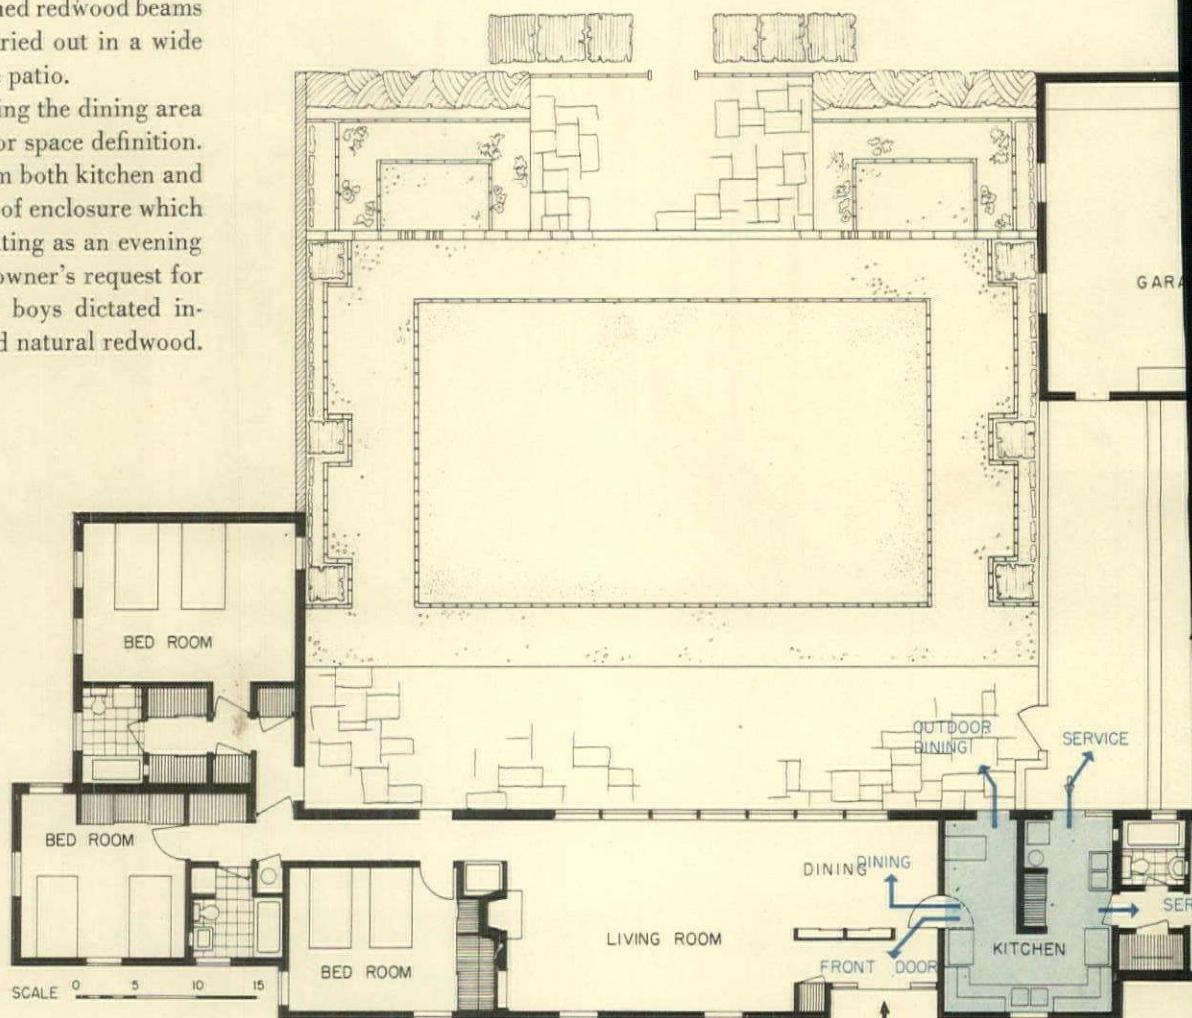 ned redwood beams
ried out in a wide
patio.
ing the dining area
or space definition.
n both kitchen and
of enclosure which
ting as an evening
owner's request for
boys dictated in-
d natural redwood.
GARA
BED ROOM
OUTDOOR
DINING
SERVICE
BED ROOM
DINING
DINING
SER
LIVING ROOM
KITCHEN
FRONT DOOR
BED ROOM
SCALE 0 5 10 15